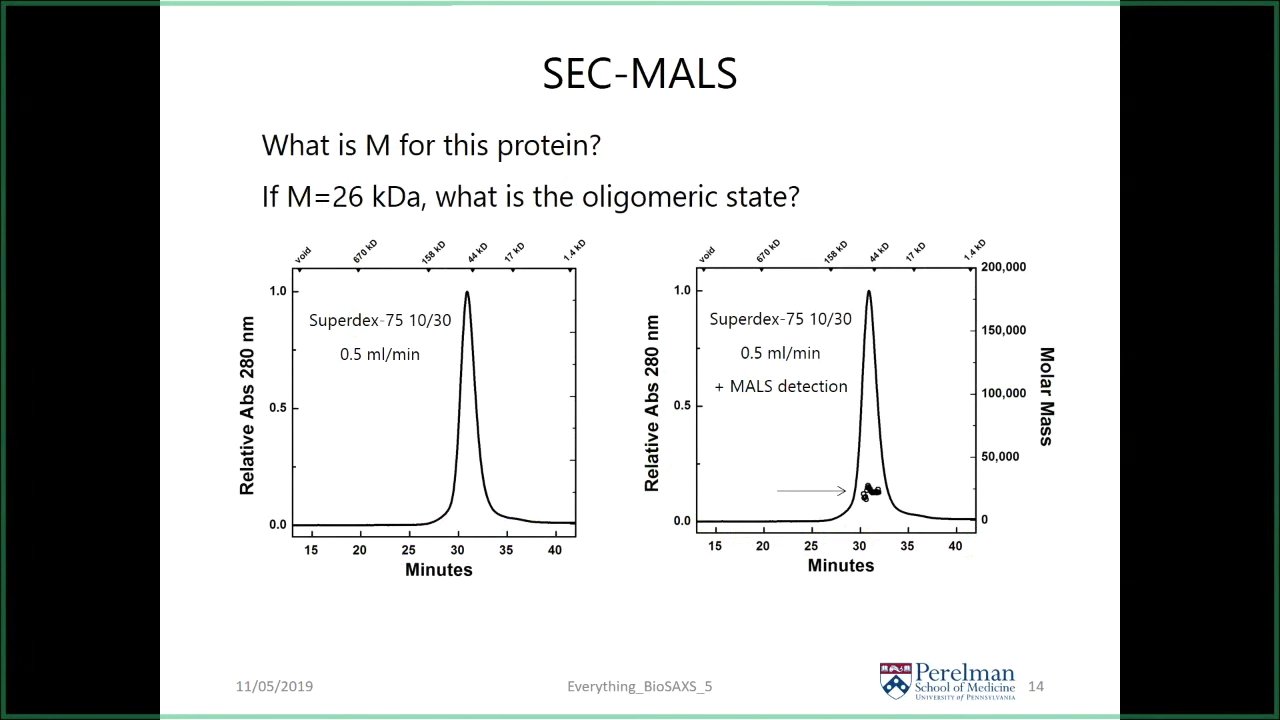 SEC-MALS
What is M for this protein?
If M=26 kDa, what is the oligomeric state?
void
670 kD
158 kD
44 kD
17 kD
1.4 kD
Relative Abs 280 nm
1.0
0.5
0.0
Superdex-75 10/30
0.5 ml/min
15 20 25 30 35 40
Minutes
void
670 kD
158 kD
44 kD
17 kD
1.4 kD
Relative Abs 280 nm
1.0
0.5
0.0
Superdex-75 10/30
0.5 ml/min
+ MALS detection
200,000
150,000
100,000
50,000
0
Molar Mass
15 20 25 30 35 40
Minutes
11/05/2019
Everything_BioSAXS_5
Perelman
School of Medicine
UNIVERSITY of PENNSYLVANIA
14